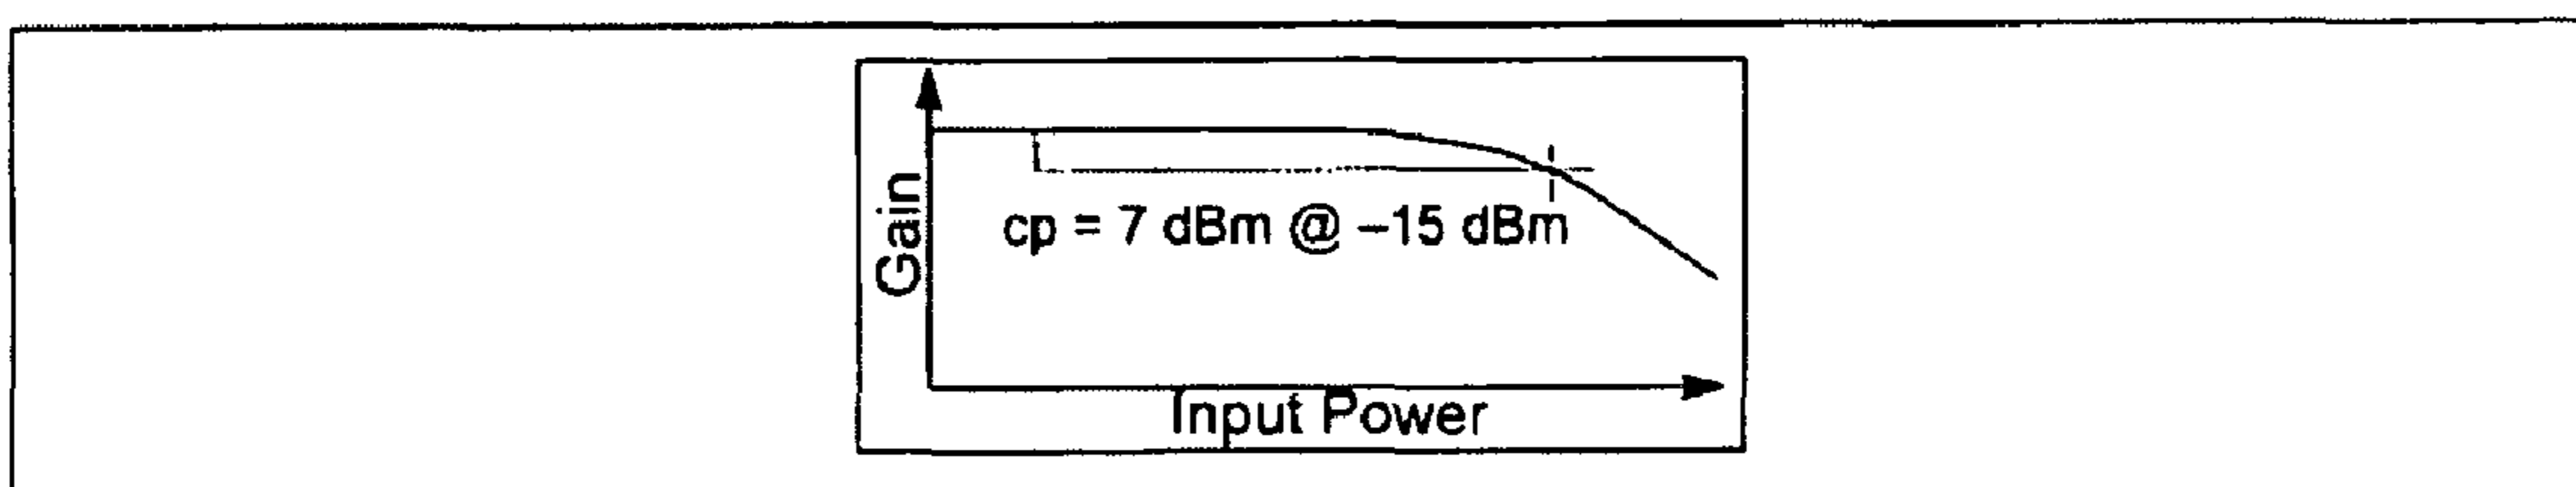 Gain
cp = 7 dBm @ –15 dBm
Input Power